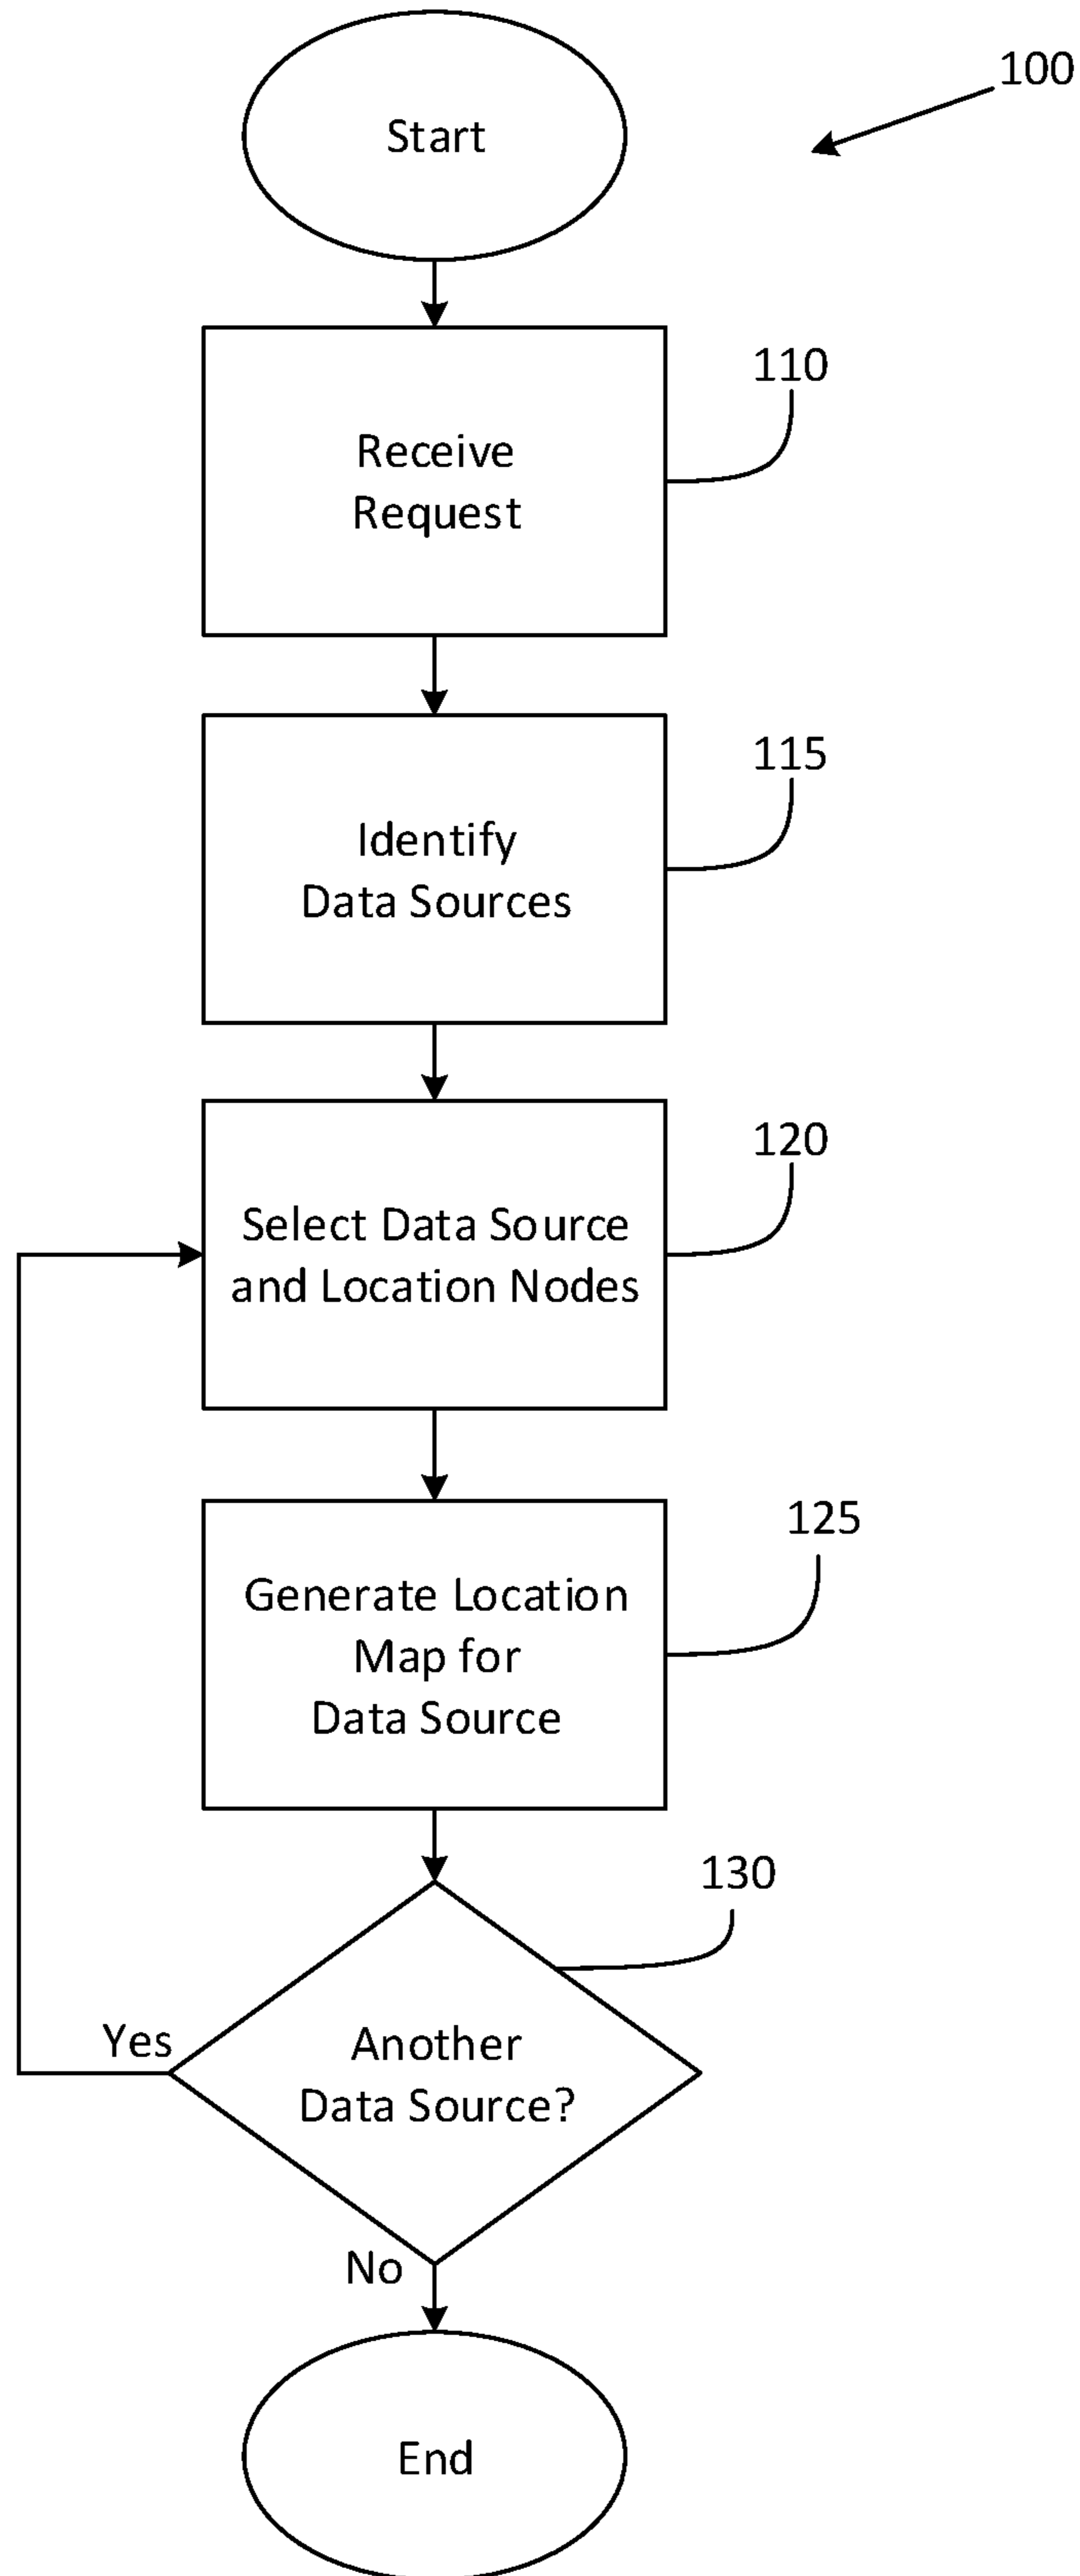 Start
100
Receive
Request
110
Identify
Data Sources
115
Select Data Source
and Location Nodes
120
Generate Location
Map for
Data Source
125
Another
Data Source?
130
Yes
No
End